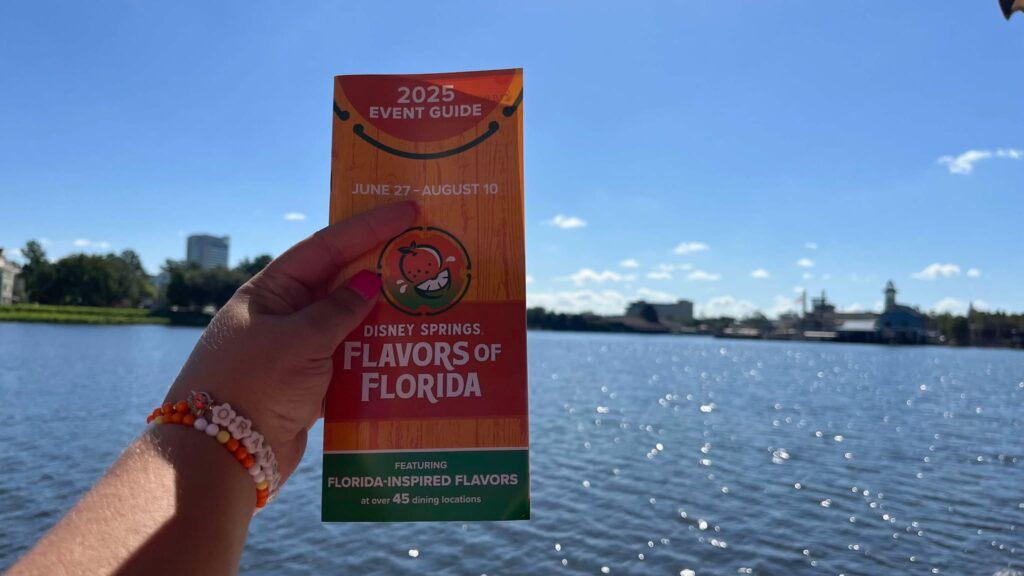 2025
EVENT GUIDE
JUNE 27 – AUGUST 10
DISNEY SPRINGS
FLAVORS OF
FLORIDA
FEATURING
FLORIDA-INSPIRED FLAVORS
at over 45 dining locations